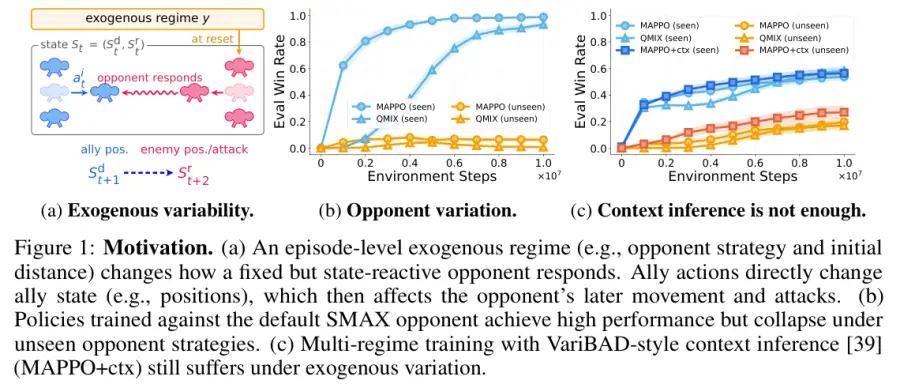 exogenous regime y
at reset
state S_t = (S_t^d, S_t^r)
a_t^i opponent responds
ally pos. enemy pos./attack
S_{t+1}^d S_{t+2}^r
Eval Win Rate
1.0
0.8
0.6
0.4
0.2
0.0
MAPPO (seen) MAPPO (unseen)
QMIX (seen) QMIX (unseen)
0 0.2 0.4 0.6 0.8 1.0
Environment Steps ×10⁷
Eval Win Rate
1.0
0.8
0.6
0.4
0.2
0.0
MAPPO (seen) MAPPO (unseen)
QMIX (seen) QMIX (unseen)
MAPPO+ctx (seen) MAPPO+ctx (unseen)
0 0.2 0.4 0.6 0.8 1.0
Environment Steps ×10⁷
(a) Exogenous variability. (b) Opponent variation. (c) Context inference is not enough.
Figure 1: Motivation. (a) An episode-level exogenous regime (e.g., opponent strategy and initial
distance) changes how a fixed but state-reactive opponent responds. Ally actions directly change
ally state (e.g., positions), which then affects the opponent's later movement and attacks. (b)
Policies trained against the default SMAX opponent achieve high performance but collapse under
unseen opponent strategies. (c) Multi-regime training with VariBAD-style context inference [39]
(MAPPO+ctx) still suffers under exogenous variation.